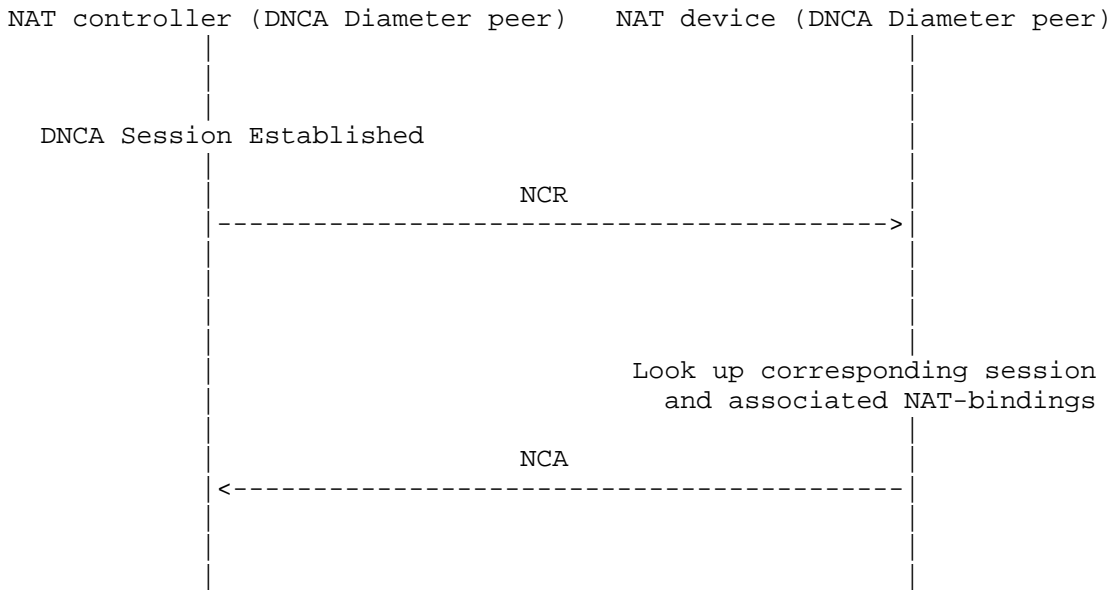 NAT controller (DNCA Diameter peer)   NAT device (DNCA Diameter peer)
DNCA Session Established
NCR
Look up corresponding session
and associated NAT-bindings
NCA